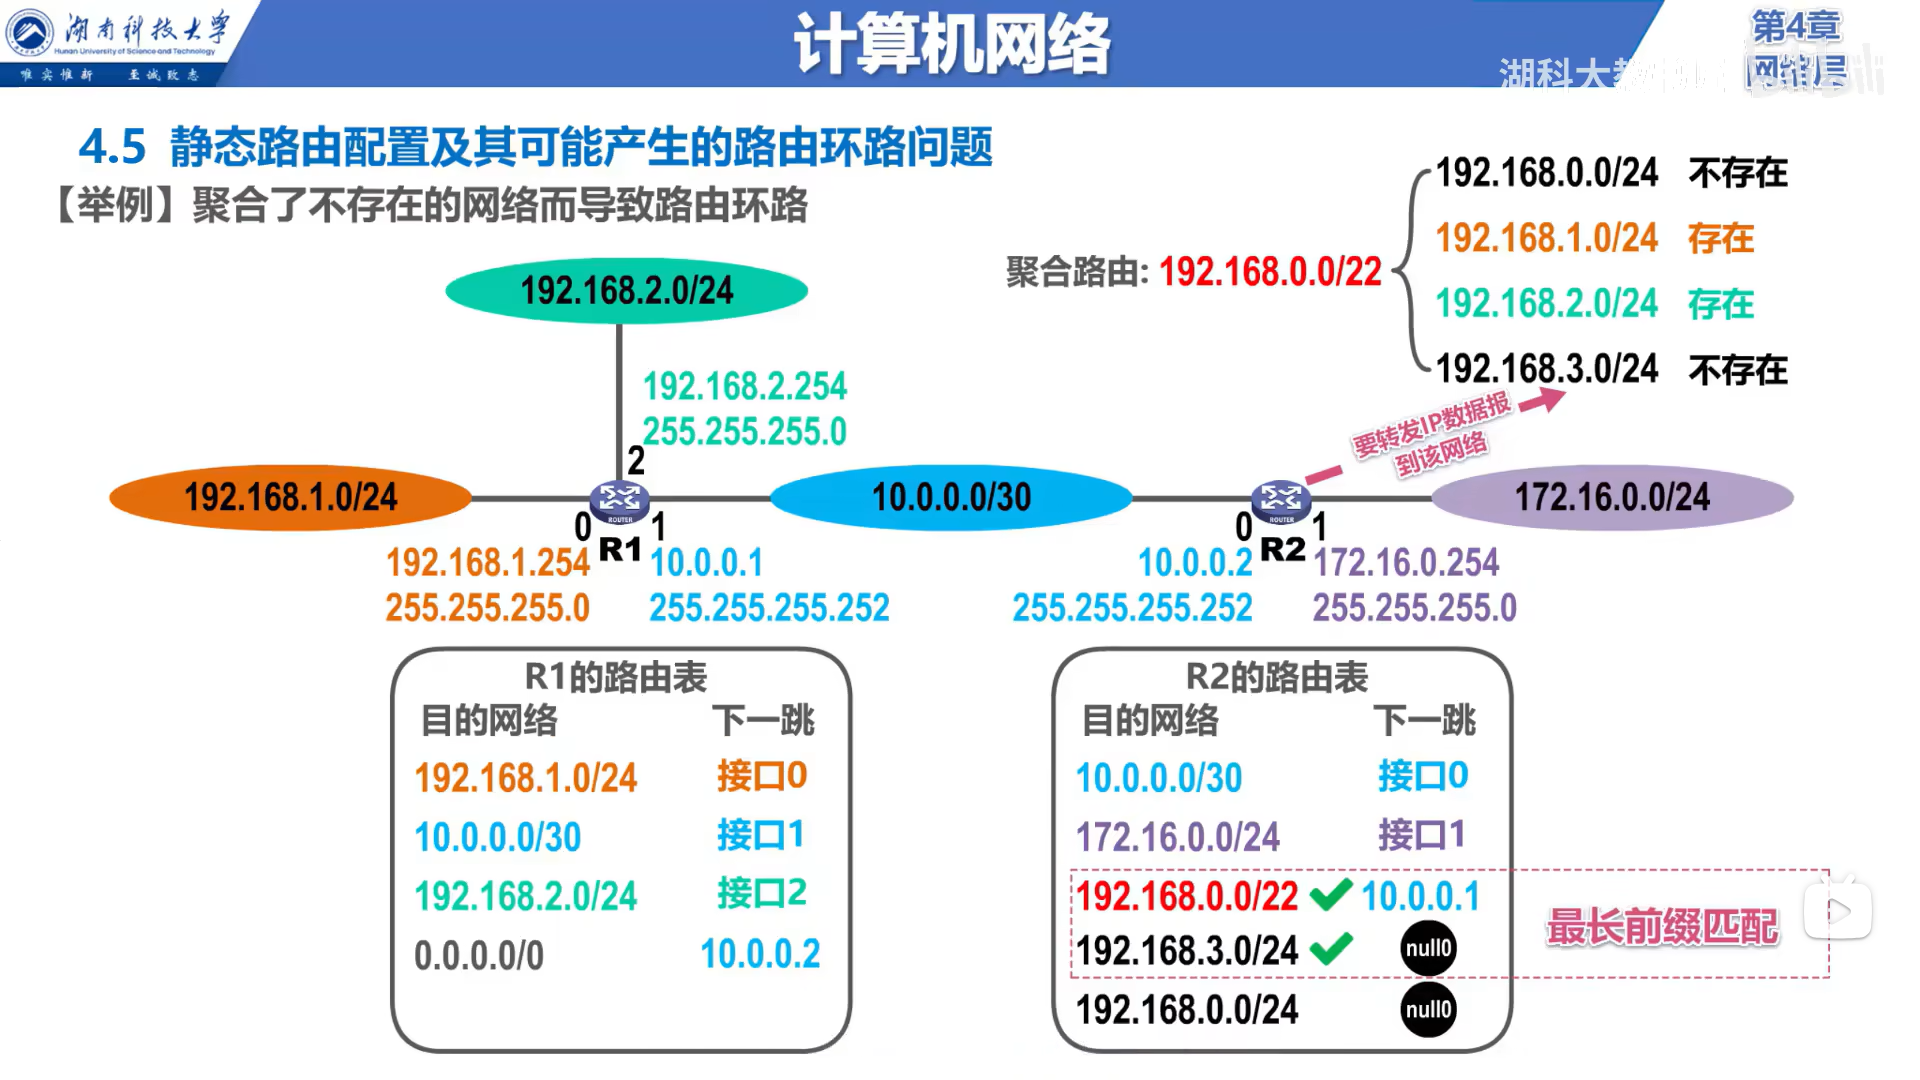 湖南科技大学
Hunan University of Science and Technology
唯实惟新 至诚致志
计算机网络
第4章
网络层
湖科大教
4.5 静态路由配置及其可能产生的路由环路问题
【举例】聚合了不存在的网络而导致路由环路
聚合路由: 192.168.0.0/22
192.168.0.0/24 不存在
192.168.1.0/24 存在
192.168.2.0/24 存在
192.168.3.0/24 不存在
要转发IP数据报
到该网络
192.168.2.0/24
192.168.2.254
255.255.255.0
2
192.168.1.0/24
ROUTER
0
R1
1
192.168.1.254
255.255.255.0
10.0.0.1
255.255.255.252
10.0.0.0/30
ROUTER
0
R2
1
10.0.0.2
255.255.255.252
172.16.0.254
255.255.255.0
172.16.0.0/24
R1的路由表
目的网络 下一跳
192.168.1.0/24 接口0
10.0.0.0/30 接口1
192.168.2.0/24 接口2
0.0.0.0/0 10.0.0.2
R2的路由表
目的网络 下一跳
10.0.0.0/30 接口0
172.16.0.0/24 接口1
192.168.0.0/22 10.0.0.1
192.168.3.0/24 null0
192.168.0.0/24 null0
最长前缀匹配